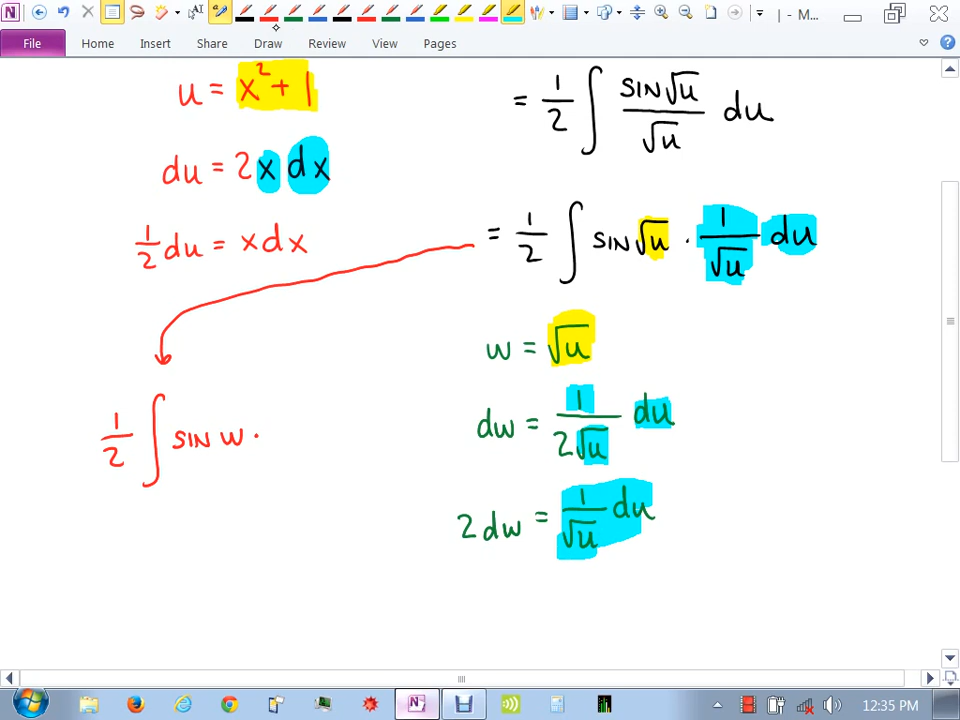 | - M...
File Home Insert Share Draw Review View Pages
u = x² + 1
du = 2x dx
½ du = x dx
= 1/2 ∫ sin√u / √u du
= 1/2 ∫ sin√u · 1/√u du
w = √u
dw = 1/(2√u) du
2dw = 1/√u du
1/2 ∫ sin w ·
12:35 PM